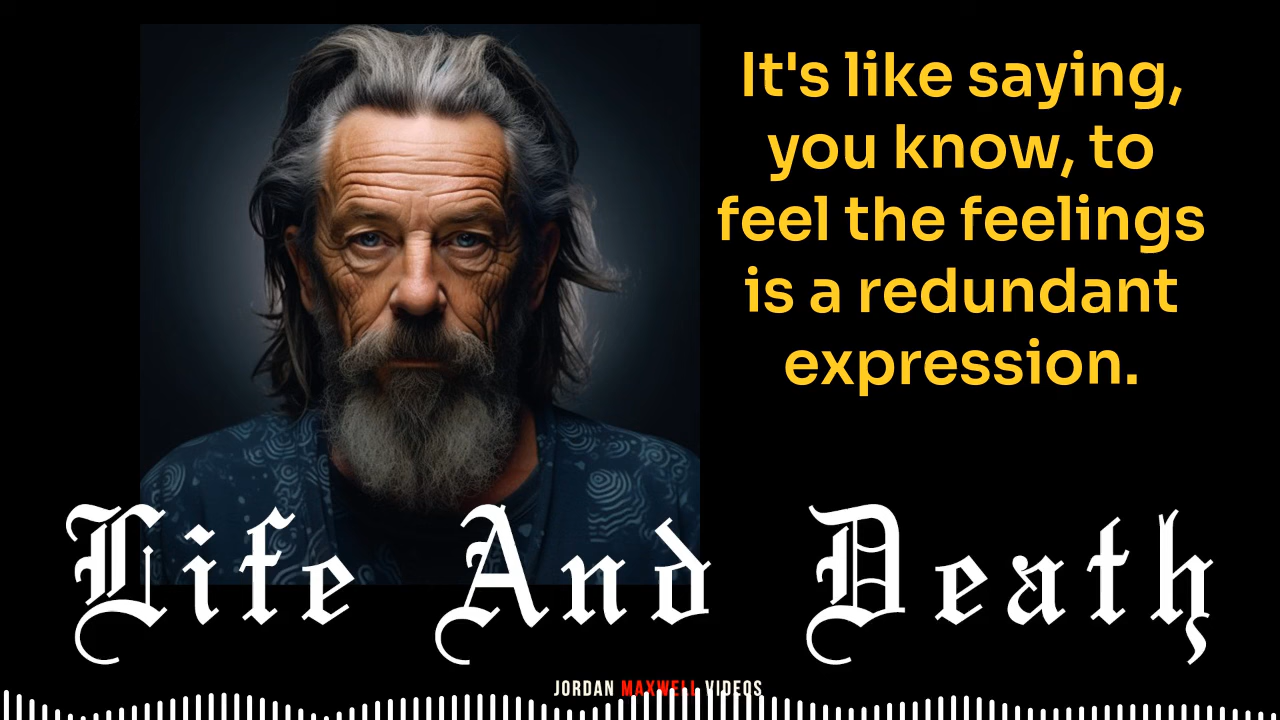 It's like saying,
you know, to
feel the feelings
is a redundant
expression.
Life And Death
JORDAN MAXWELL VIDEOS